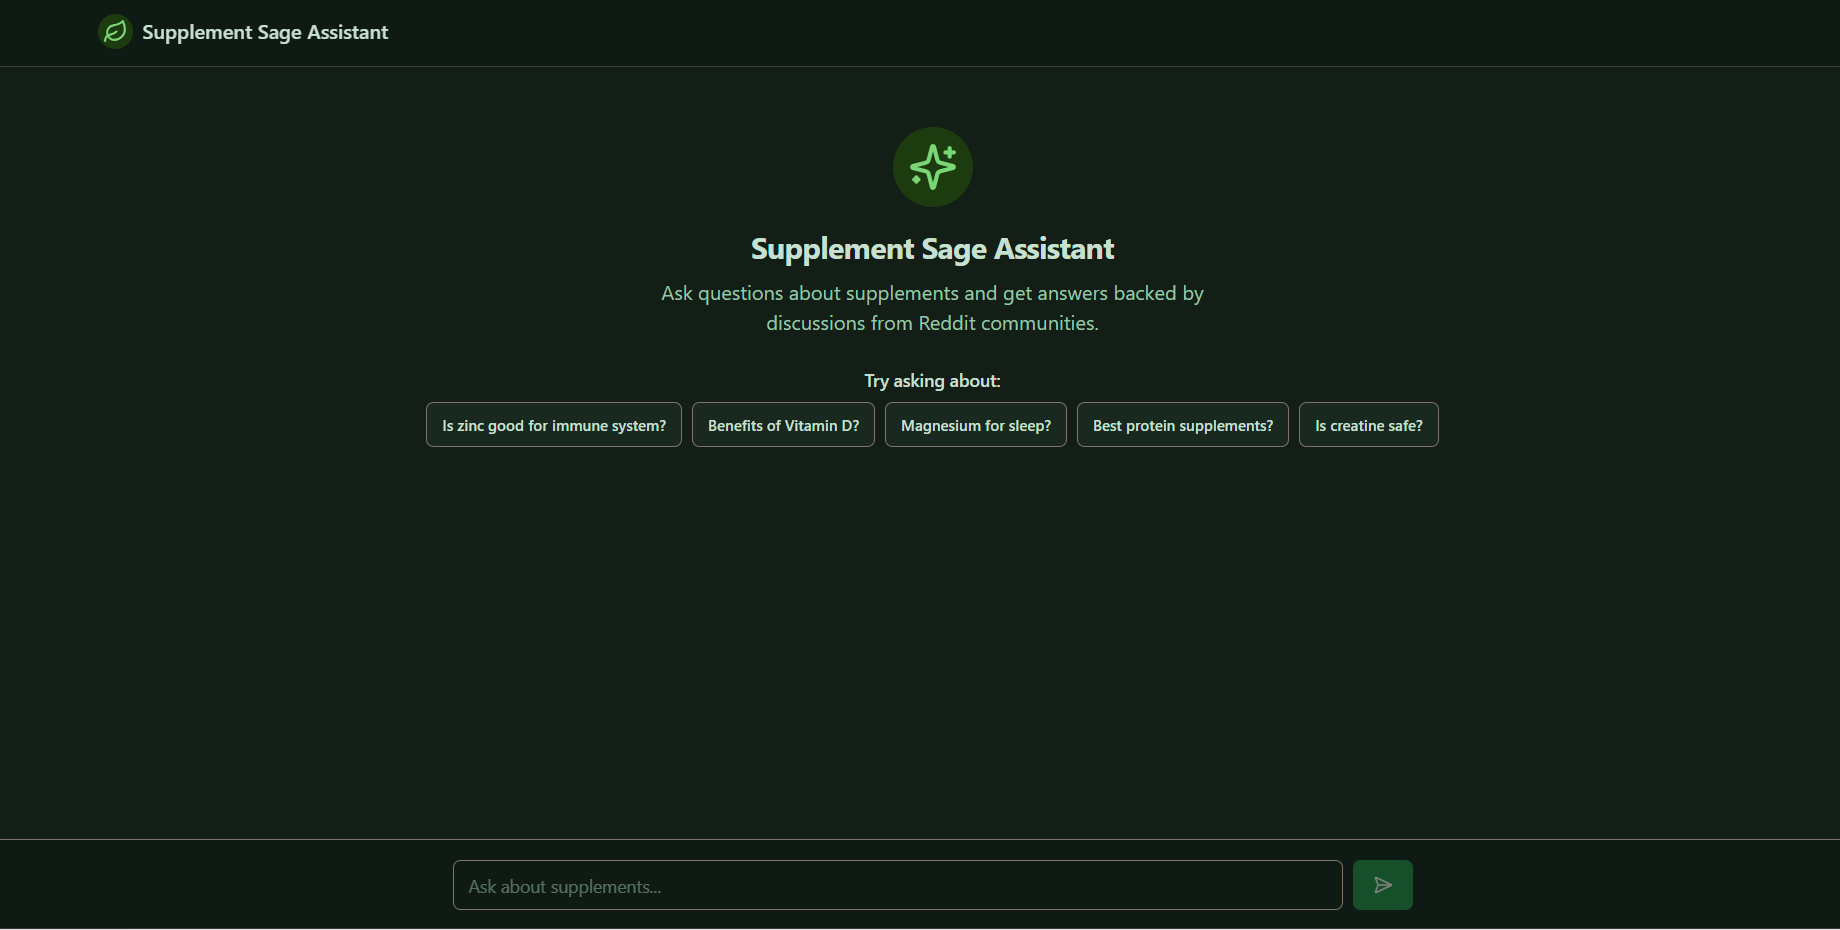 Supplement Sage Assistant
Supplement Sage Assistant
Ask questions about supplements and get answers backed by
discussions from Reddit communities.
Try asking about:
Is zinc good for immune system?
Benefits of Vitamin D?
Magnesium for sleep?
Best protein supplements?
Is creatine safe?
Ask about supplements...